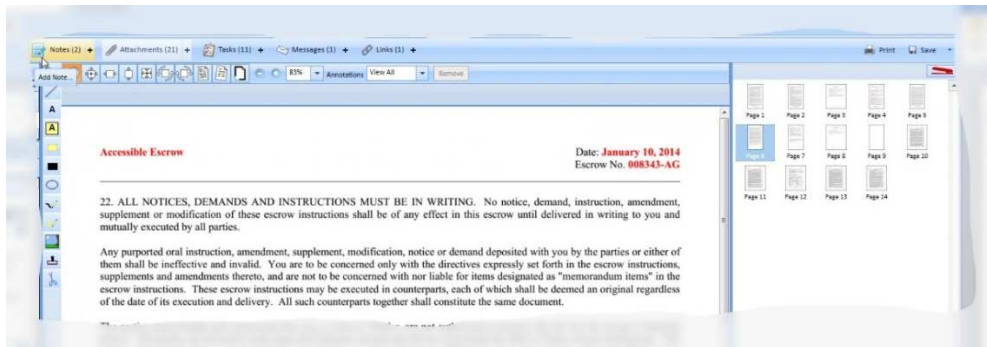 Notes (2) + Attachments (21) + Tasks (11) + Messages (1) + Links (1) + Print Save
Add Note... 83% Annotations View All Remove
A
A
Accessible Escrow Date: January 10, 2014
Escrow No. 008343-AG
22. ALL NOTICES, DEMANDS AND INSTRUCTIONS MUST BE IN WRITING. No notice, demand, instruction, amendment,
supplement or modification of these escrow instructions shall be of any effect in this escrow until delivered in writing to you and
mutually executed by all parties.
Any purported oral instruction, amendment, supplement, modification, notice or demand deposited with you by the parties or either of
them shall be ineffective and invalid. You are to be concerned only with the directives expressly set forth in the escrow instructions,
supplements and amendments thereto, and are not to be concerned with nor liable for items designated as "memorandum items" in the
escrow instructions. These escrow instructions may be executed in counterparts, each of which shall be deemed an original regardless
of the date of its execution and delivery. All such counterparts together shall constitute the same document.
Page 1 Page 2 Page 3 Page 4 Page 5
Page 6 Page 7 Page 8 Page 9 Page 10
Page 11 Page 12 Page 13 Page 14